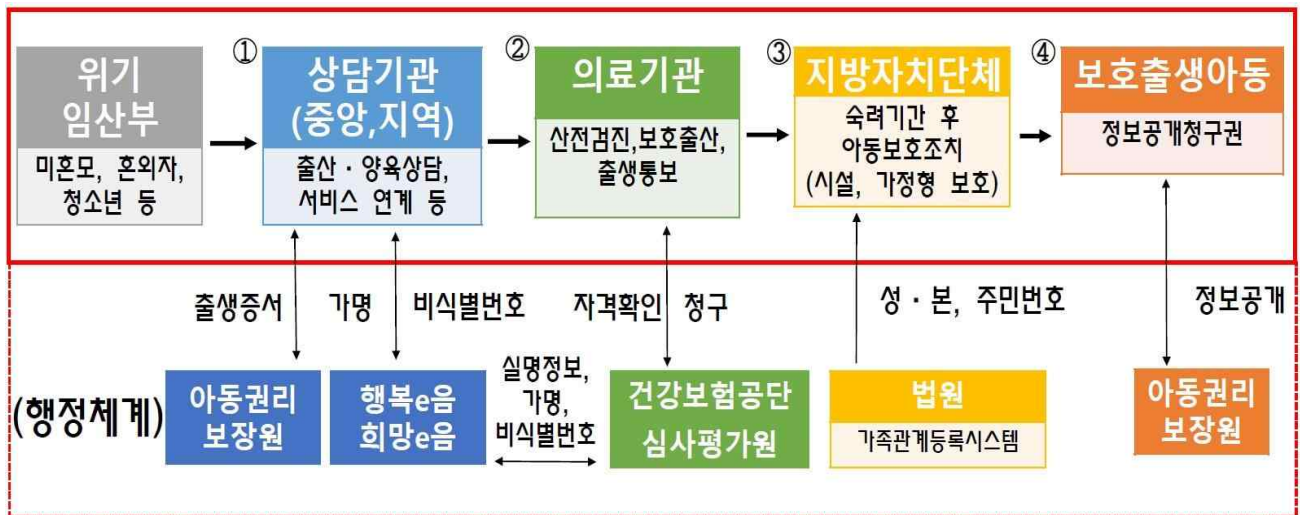 위기
임산부
미혼모, 혼외자,
청소년 등
①
상담기관
(중앙,지역)
출산 · 양육상담,
서비스 연계 등
②
의료기관
산전검진,보호출산,
출생통보
③
지방자치단체
숙려기간 후
아동보호조치
(시설, 가정형 보호)
④
보호출생아동
정보공개청구권
출생증서
가명
비식별번호
자격확인
청구
성 · 본, 주민번호
정보공개
(행정체계)
아동권리
보장원
행복e음
희망e음
실명정보,
가명,
비식별번호
건강보험공단
심사평가원
법원
가족관계등록시스템
아동권리
보장원